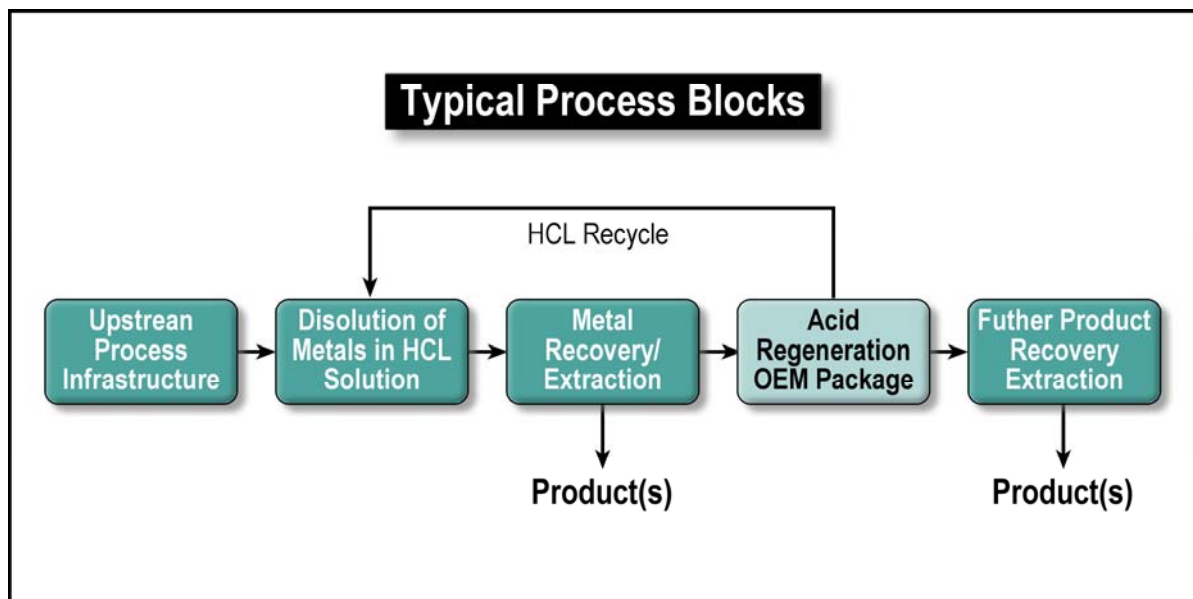 Typical Process Blocks
HCL Recycle
Upstrean
Process
Infrastructure
Disolution of
Metals in HCL
Solution
Metal
Recovery/
Extraction
Acid
Regeneration
OEM Package
Futher Product
Recovery
Extraction
Product(s)
Product(s)